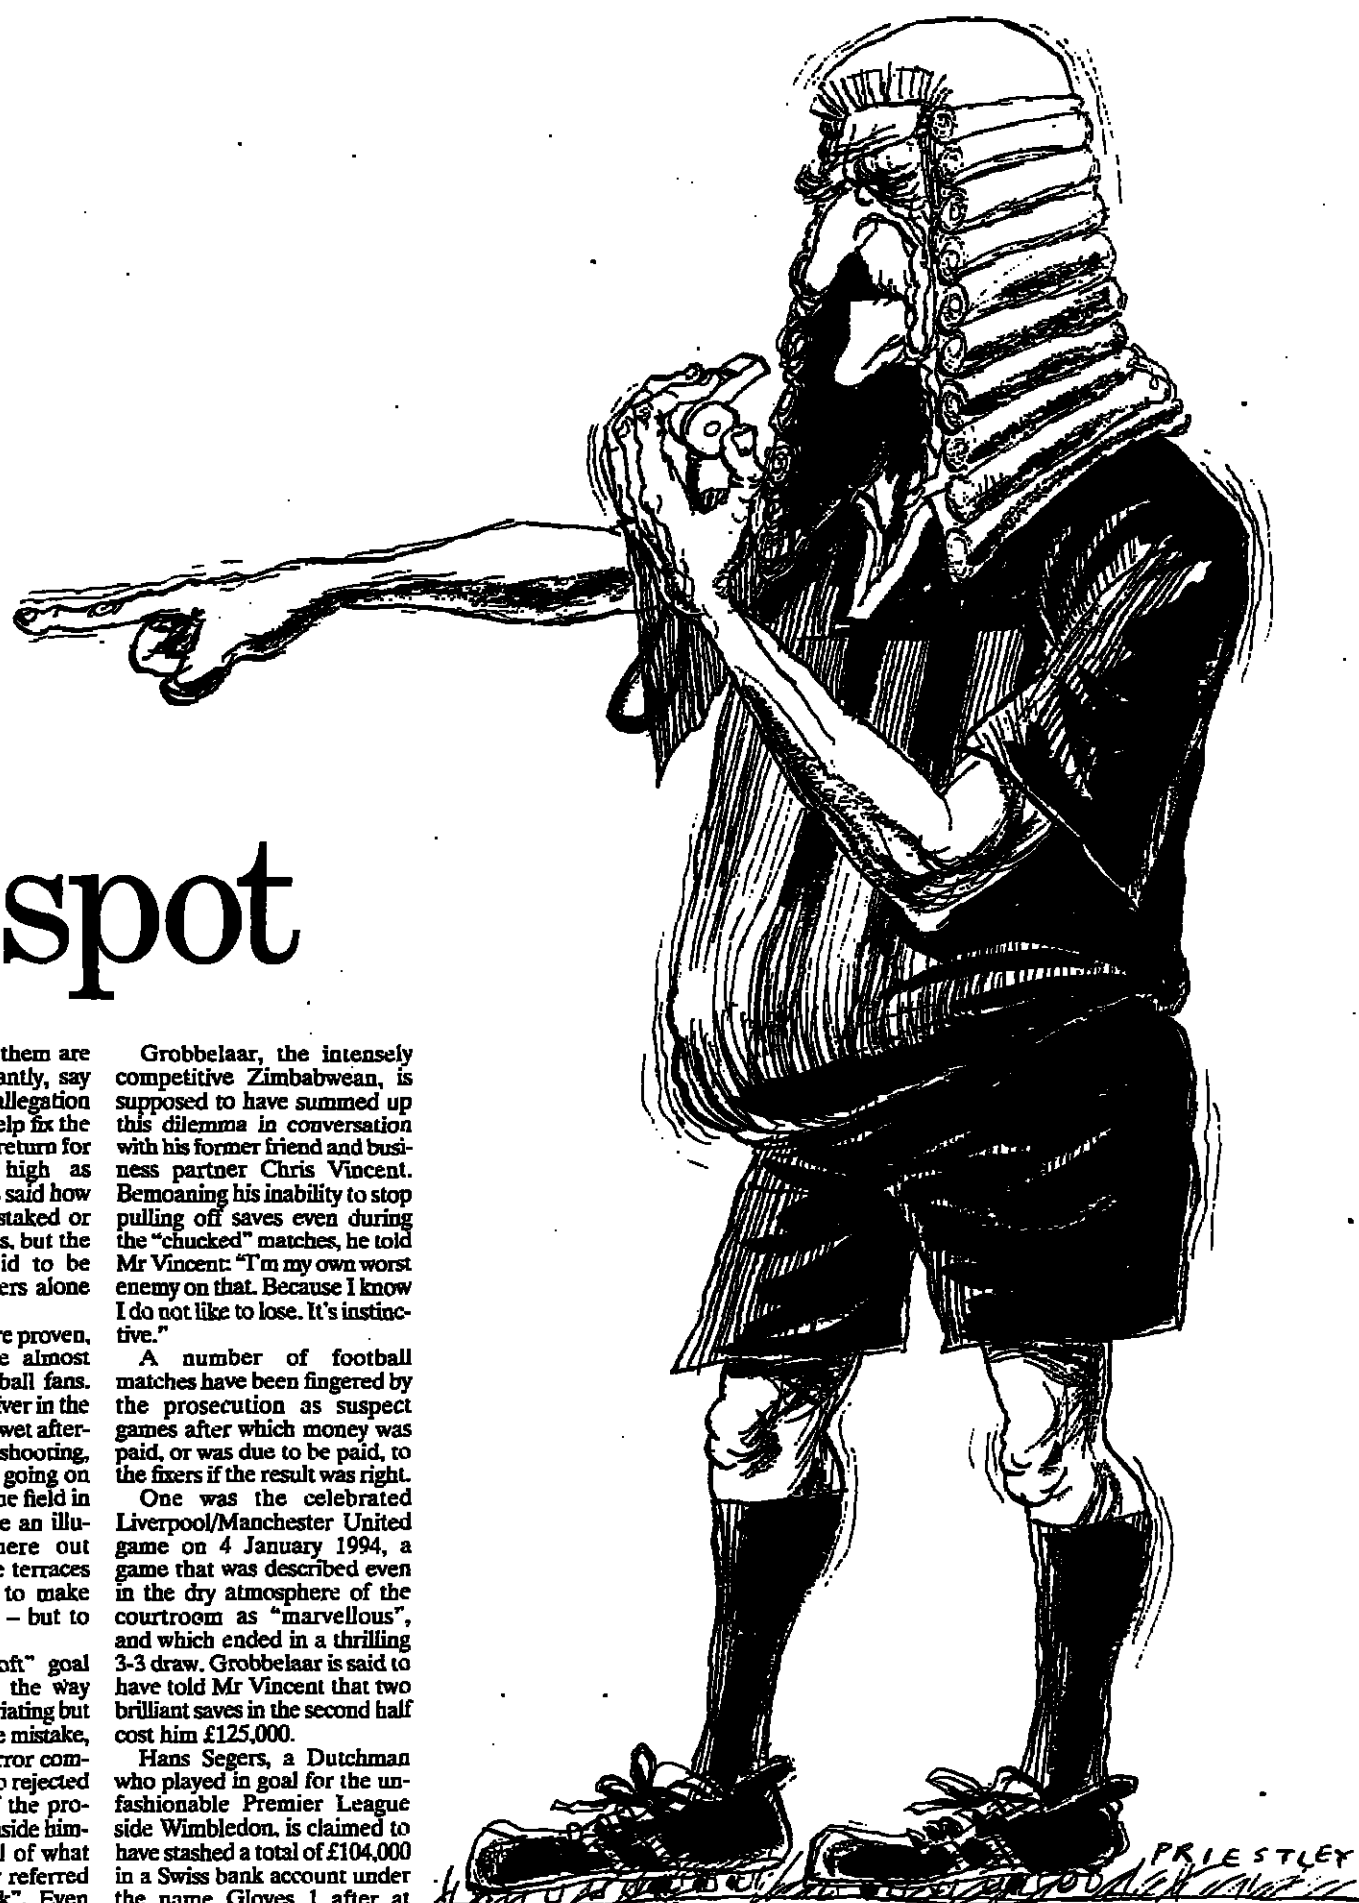 spot
them are
antly, say
allegation
elp fix the
return for
high as
said how
staked or
s, but the
id to be
ers alone
re proven,
e almost
ball fans.
iver in the
wet after-
shooting,
going on
he field in
e an illu-
here out
e terraces
to make
– but to
oft" goal
the way
riating but
e mistake,
rror com-
o rejected
f the pro-
side him-
l of what
r referred
k". Even
Grobbelaar, the intensely
competitive Zimbabwean, is
supposed to have summed up
this dilemma in conversation
with his former friend and busi-
ness partner Chris Vincent.
Bemoaning his inability to stop
pulling off saves even during
the "chucked" matches, he told
Mr Vincent: "I'm my own worst
enemy on that. Because I know
I do not like to lose. It's instinc-
tive."
A number of football
matches have been fingered by
the prosecution as suspect
games after which money was
paid, or was due to be paid, to
the fixers if the result was right.
One was the celebrated
Liverpool/Manchester United
game on 4 January 1994, a
game that was described even
in the dry atmosphere of the
courtroom as "marvellous",
and which ended in a thrilling
3-3 draw. Grobbelaar is said to
have told Mr Vincent that two
brilliant saves in the second half
cost him £125,000.
Hans Segers, a Dutchman
who played in goal for the un-
fashionable Premier League
side Wimbledon, is claimed to
have stashed a total of £104,000
in a Swiss bank account under
the name Gloves 1 after at
PRIESTLEY